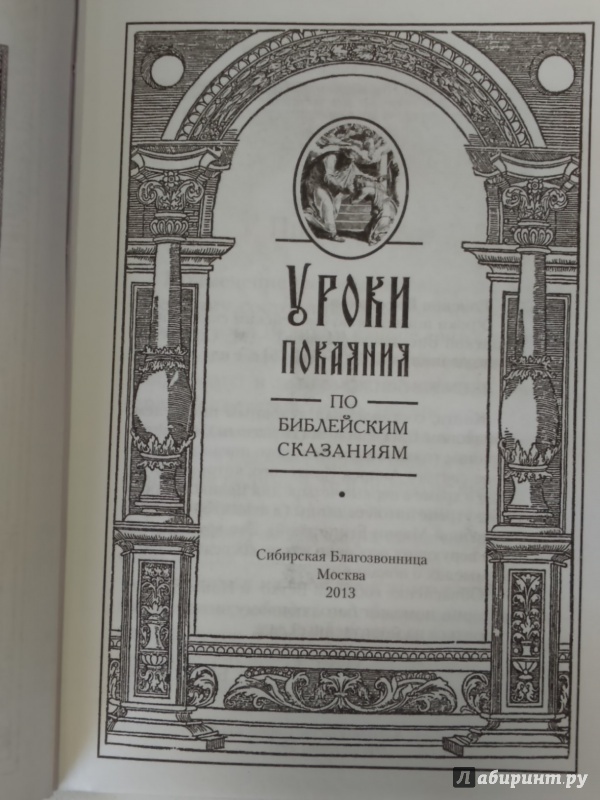 Уроки
покаяния
по
библейским
сказаниям
Сибирская Благозвонница
Москва
2013
Лабиринт.ру